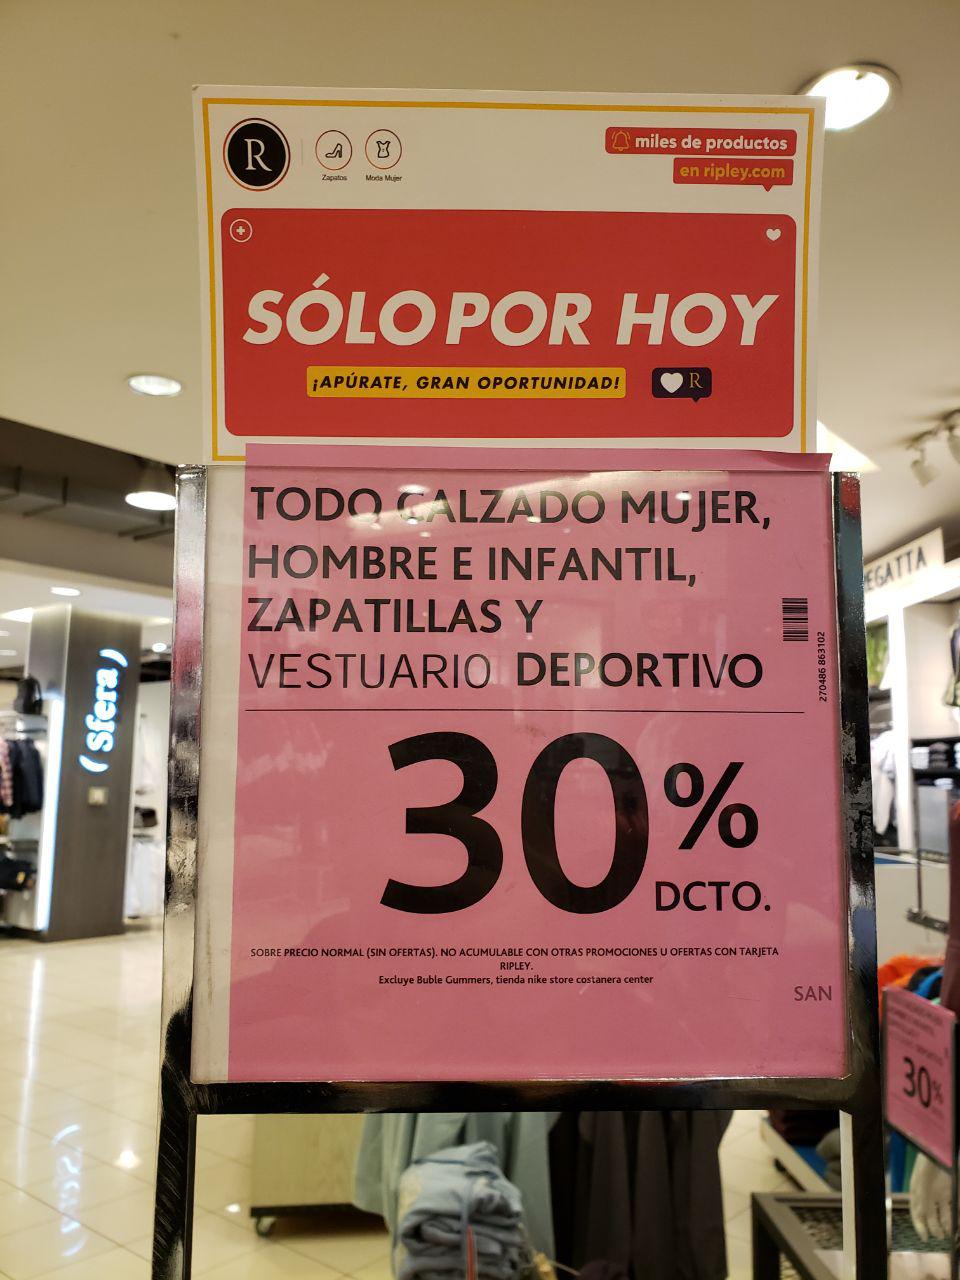 R
Zapatos
Moda Mujer
miles de productos
en ripley.com
SÓLO POR HOY
¡APÚRATE, GRAN OPORTUNIDAD!
R
TODO CALZADO MUJER,
HOMBRE E INFANTIL,
ZAPATILLAS Y
VESTUARIO DEPORTIVO
270486 863102
30%
DCTO.
SOBRE PRECIO NORMAL (SIN OFERTAS). NO ACUMULABLE CON OTRAS PROMOCIONES U OFERTAS CON TARJETA
RIPLEY.
Excluye Buble Gummers, tienda nike store costanera center
SAN
(Sfera)
EGATTA
30%